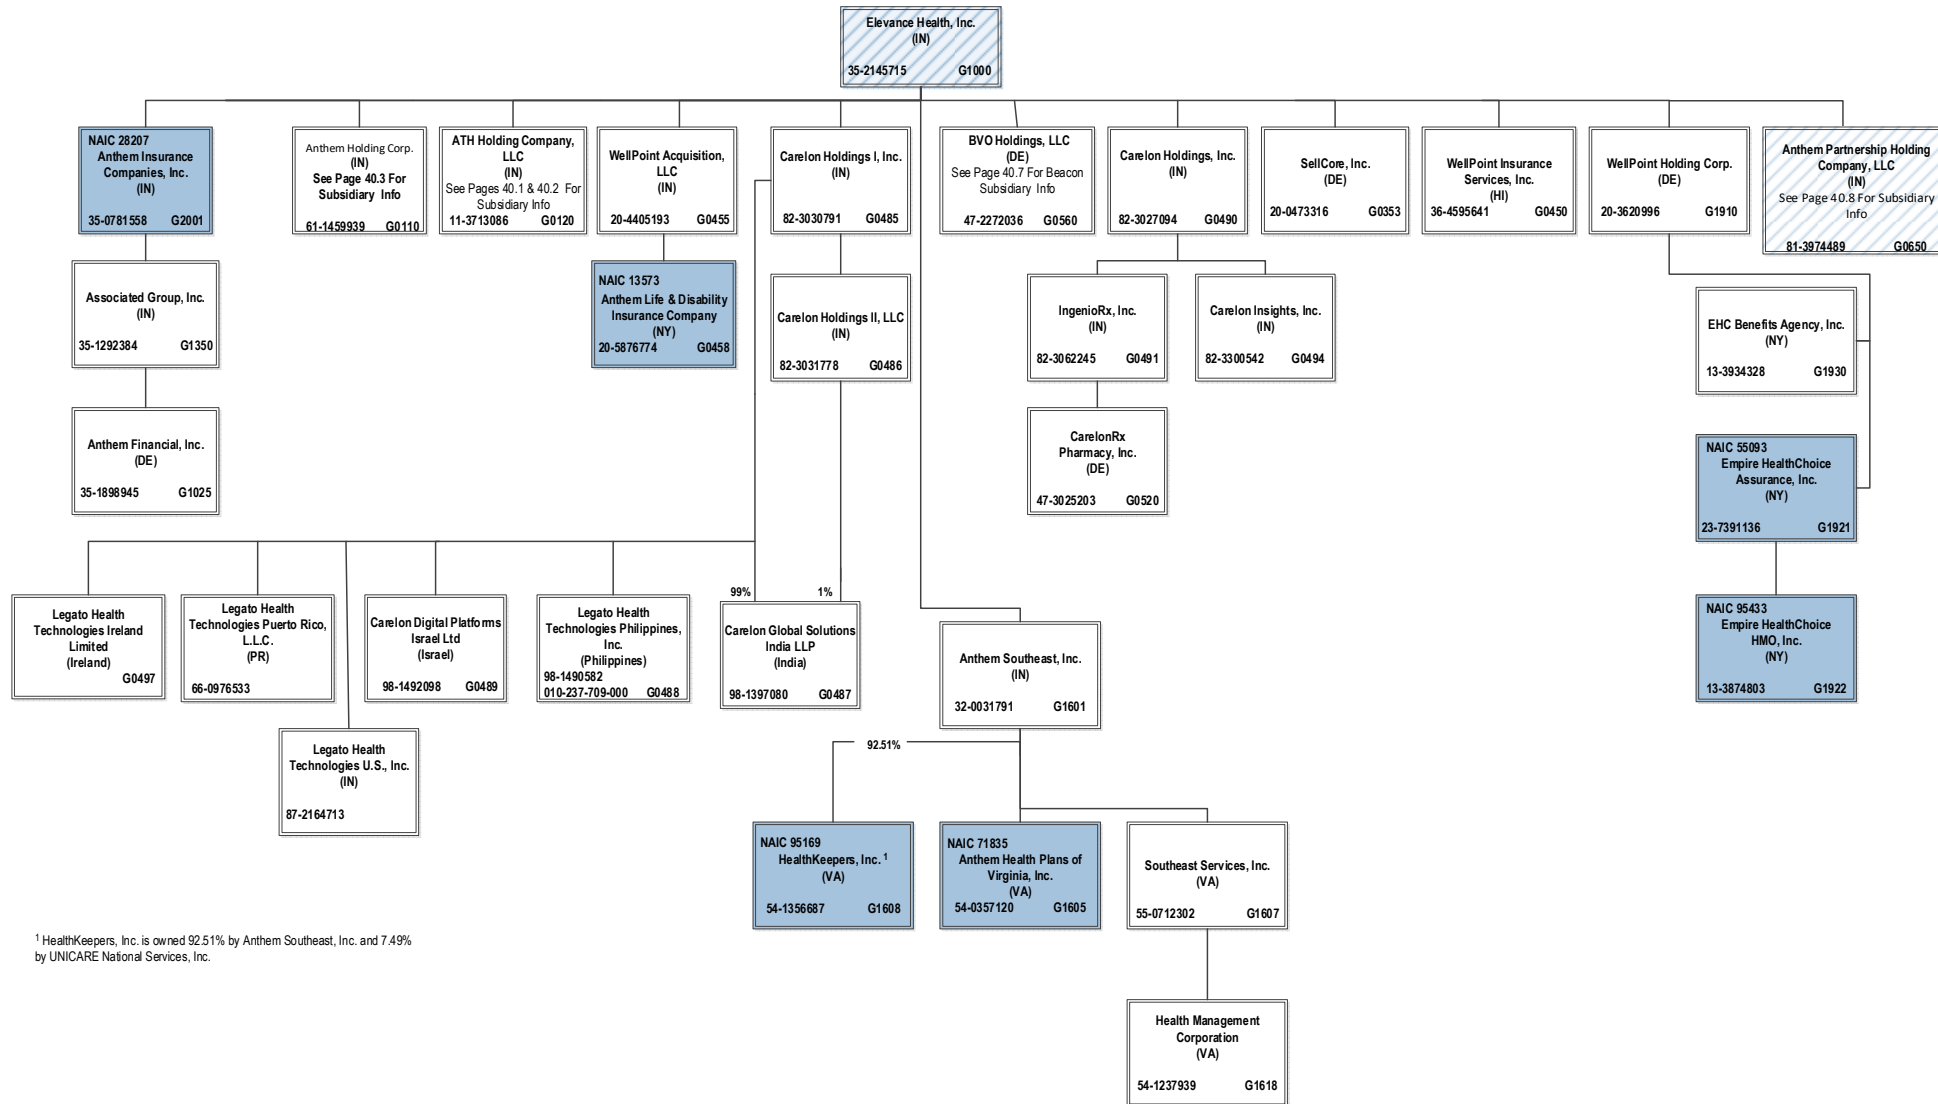 Elevance Health, Inc.
(IN)
35-2145715 G1000
NAIC 28207
Anthem Insurance
Companies, Inc.
(IN)
35-0781558 G2001
Anthem Holding Corp.
(IN)
See Page 40.3 For
Subsidiary Info
61-1459939 G0110
ATH Holding Company,
LLC
(IN)
See Pages 40.1 & 40.2 For
Subsidiary Info
11-3713086 G0120
WellPoint Acquisition,
LLC
(IN)
20-4405193 G0455
Carelon Holdings I, Inc.
(IN)
82-3030791 G0485
BVO Holdings, LLC
(DE)
See Page 40.7 For Beacon
Subsidiary Info
47-2272036 G0560
Carelon Holdings, Inc.
(IN)
82-3027094 G0490
SellCore, Inc.
(DE)
20-0473316 G0353
WellPoint Insurance
Services, Inc.
(HI)
36-4595641 G0450
WellPoint Holding Corp.
(DE)
20-3620996 G1910
Anthem Partnership Holding
Company, LLC
(IN)
See Page 40.8 For Subsidiary
Info
81-3974489 G0650
Associated Group, Inc.
(IN)
35-1292384 G1350
NAIC 13573
Anthem Life & Disability
Insurance Company
(NY)
20-5876774 G0458
Carelon Holdings II, LLC
(IN)
82-3031778 G0486
IngenioRx, Inc.
(IN)
82-3062245 G0491
Carelon Insights, Inc.
(IN)
82-3300542 G0494
EHC Benefits Agency, Inc.
(NY)
13-3934328 G1930
Anthem Financial, Inc.
(DE)
35-1898945 G1025
CarelonRx
Pharmacy, Inc.
(DE)
47-3025203 G0520
NAIC 55093
Empire HealthChoice
Assurance, Inc.
(NY)
23-7391136 G1921
99% 1%
Legato Health
Technologies Ireland
Limited
(Ireland)
G0497
Legato Health
Technologies Puerto Rico,
L.L.C.
(PR)
66-0976533
Carelon Digital Platforms
Israel Ltd
(Israel)
98-1492098 G0489
Legato Health
Technologies Philippines,
Inc.
(Philippines)
98-1490582
010-237-709-000 G0488
Carelon Global Solutions
India LLP
(India)
98-1397080 G0487
Anthem Southeast, Inc.
(IN)
32-0031791 G1601
NAIC 95433
Empire HealthChoice
HMO, Inc.
(NY)
13-3874803 G1922
Legato Health
Technologies U.S., Inc.
(IN)
87-2164713
92.51%
NAIC 95169
HealthKeepers, Inc. 1
(VA)
54-1356687 G1608
NAIC 71835
Anthem Health Plans of
Virginia, Inc.
(VA)
54-0357120 G1605
Southeast Services, Inc.
(VA)
55-0712302 G1607
1 HealthKeepers, Inc. is owned 92.51% by Anthem Southeast, Inc. and 7.49%
by UNICARE National Services, Inc.
Health Management
Corporation
(VA)
54-1237939 G1618